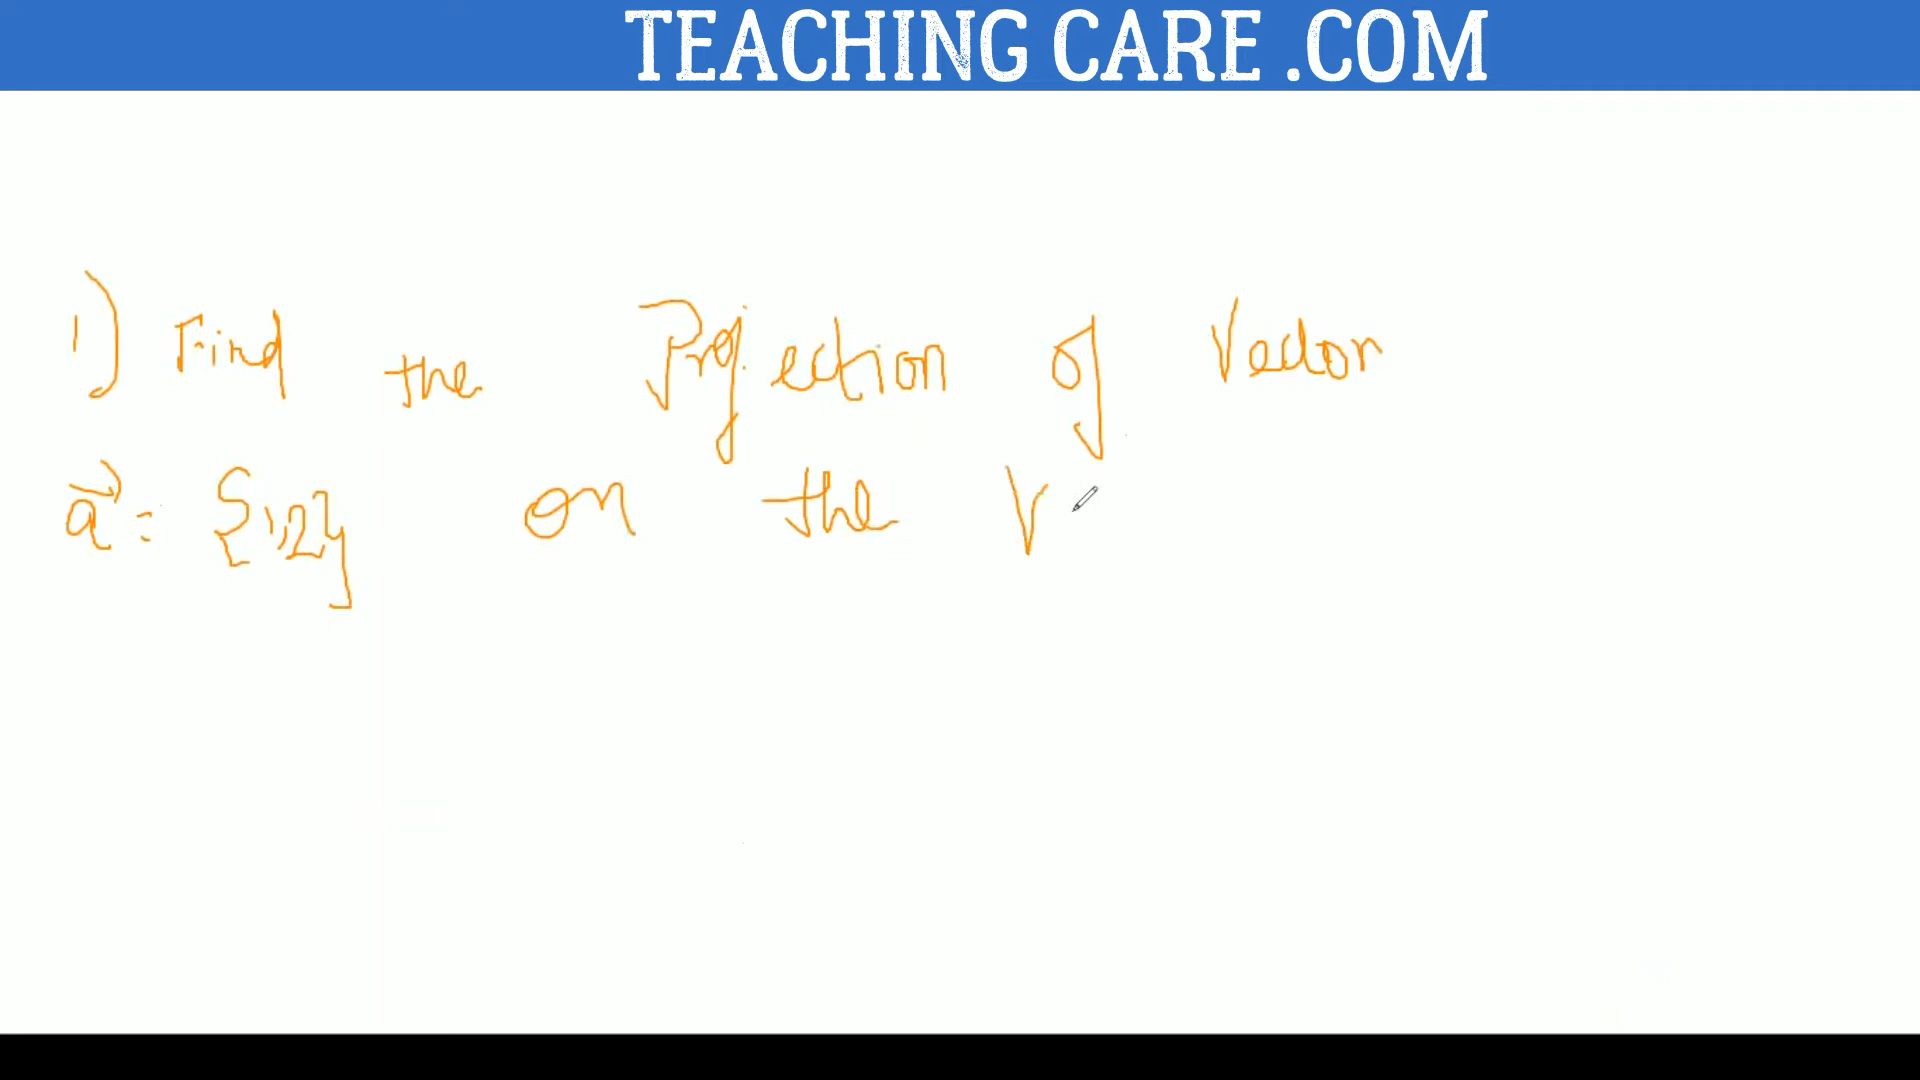 TEACHING CARE .COM
1) Find the Projection of Vector
a⃗ = {1,2} on the V